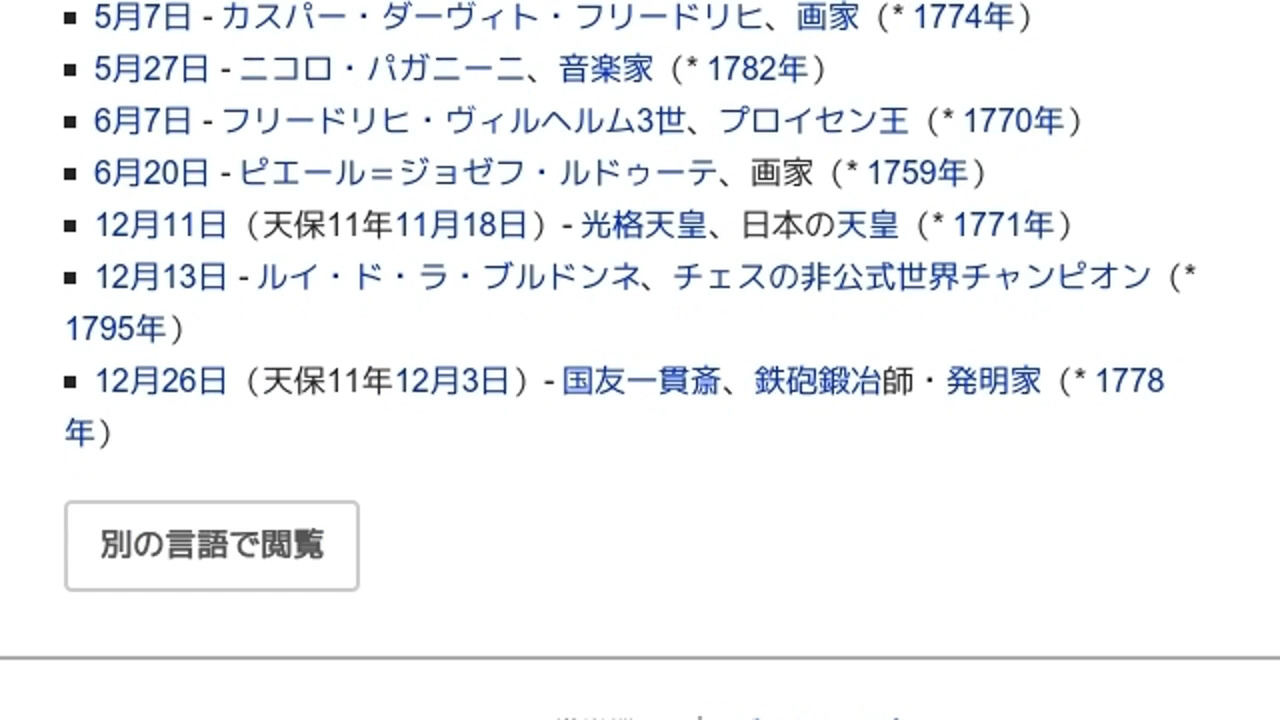 ▪ 5月7日 - カスパー・ダーヴィト・フリードリヒ、画家（* 1774年）
▪ 5月27日 - ニコロ・パガニーニ、音楽家（* 1782年）
▪ 6月7日 - フリードリヒ・ヴィルヘルム3世、プロイセン王（* 1770年）
▪ 6月20日 - ピエール＝ジョゼフ・ルドゥーテ、画家（* 1759年）
▪ 12月11日（天保11年11月18日）- 光格天皇、日本の天皇（* 1771年）
▪ 12月13日 - ルイ・ド・ラ・ブルドンネ、チェスの非公式世界チャンピオン（*
1795年）
▪ 12月26日（天保11年12月3日）- 国友一貫斎、鉄砲鍛冶師・発明家（* 1778
年）
別の言語で閲覧